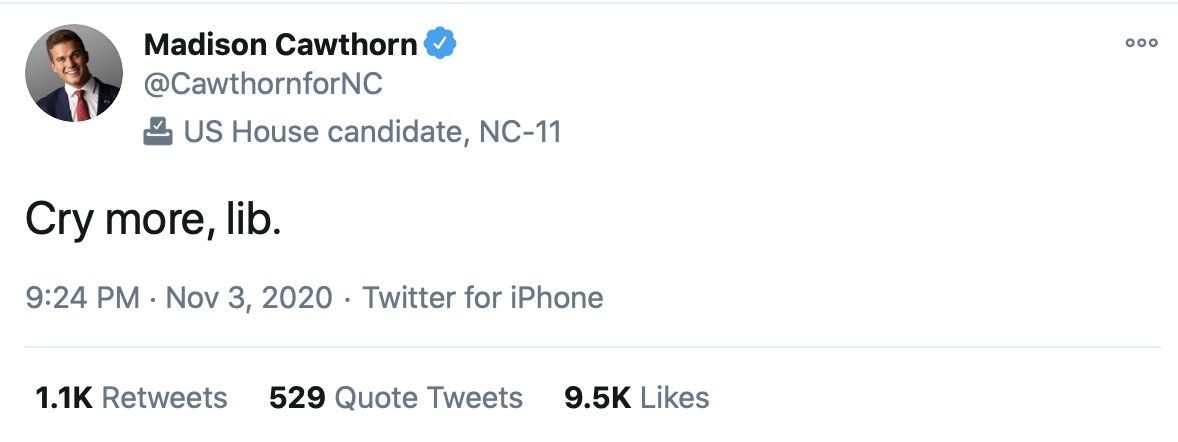 Madison Cawthorn
@CawthornforNC
US House candidate, NC-11
Cry more, lib.
9:24 PM · Nov 3, 2020 · Twitter for iPhone
1.1K Retweets 529 Quote Tweets 9.5K Likes